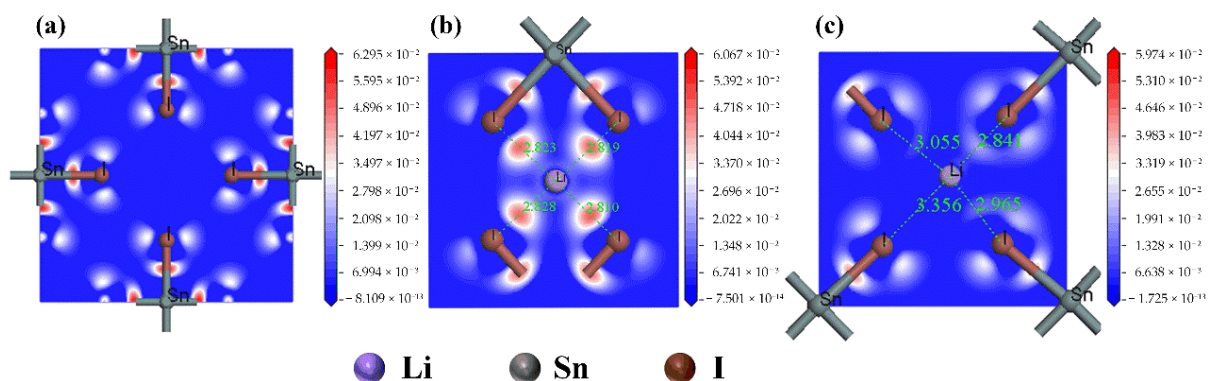 (a)
Sn
I
Sn
I
I
Sn
I
Sn
6.295 × 10⁻²
5.595 × 10⁻²
4.896 × 10⁻²
4.197 × 10⁻²
3.497 × 10⁻²
2.798 × 10⁻²
2.098 × 10⁻²
1.399 × 10⁻²
6.994 × 10⁻³
8.109 × 10⁻¹³
(b)
Sn
I
I
2.823
2.819
Li
2.828
2.810
I
I
6.067 × 10⁻²
5.392 × 10⁻²
4.718 × 10⁻²
4.044 × 10⁻²
3.370 × 10⁻²
2.696 × 10⁻²
2.022 × 10⁻²
1.348 × 10⁻²
6.741 × 10⁻³
7.501 × 10⁻¹⁴
(c)
Sn
I
I
3.055
2.841
Li
3.356
2.965
I
I
Sn
Sn
5.974 × 10⁻²
5.310 × 10⁻²
4.646 × 10⁻²
3.983 × 10⁻²
3.319 × 10⁻²
2.655 × 10⁻²
1.991 × 10⁻²
1.328 × 10⁻²
6.638 × 10⁻³
1.725 × 10⁻¹³
Li
Sn
I